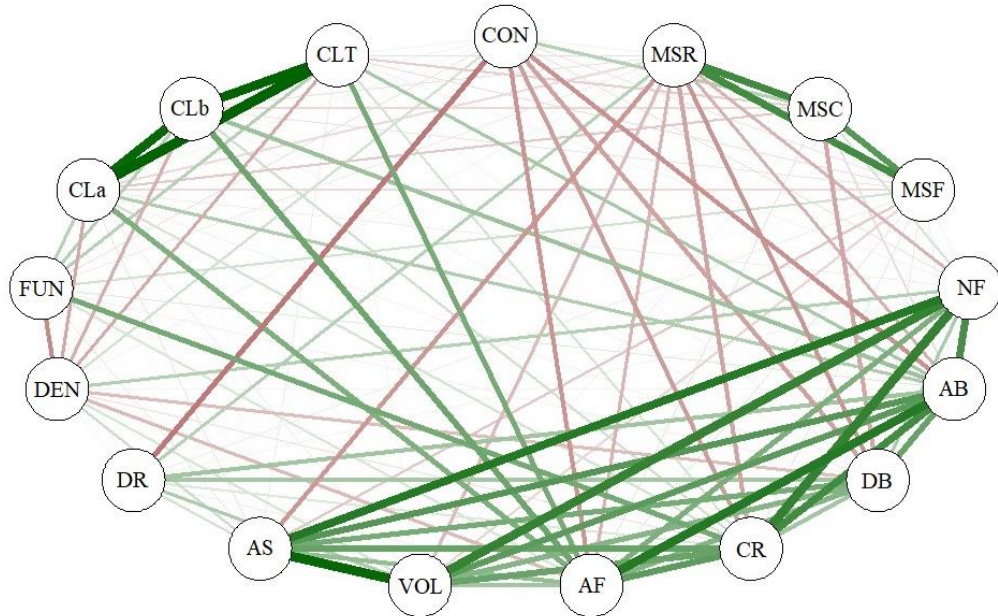 CON
CLT
MSR
CLb
MSC
CLa
MSF
FUN
NF
DEN
AB
DR
DB
AS
CR
VOL
AF